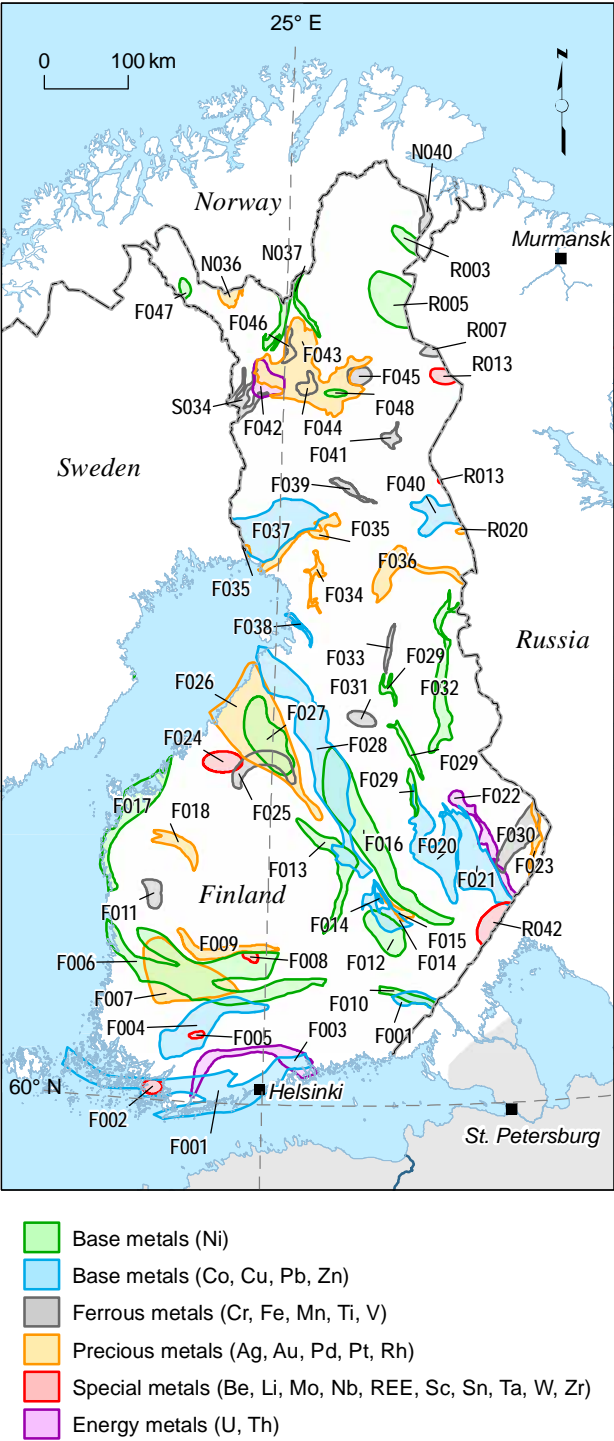 25° E
0 100 km
N
N040
Norway
Murmansk
R003
N037
N036
F047
R005
F046
R007
F043
R013
F045
S034
F042
F044
F048
F041
Sweden
F039
F040
R013
F037
F035
R020
F035
F034
F036
F038
Russia
F033
F029
F026
F031
F032
F027
F024
F028
F029
F029
F022
F017
F025
F018
F030
F013
F016
F020
F023
F021
Finland
F011
F014
F015
R042
F009
F014
F006
F008
F012
F007
F010
F004
F003
F005
F001
60° N
Helsinki
F002
F001
St. Petersburg
Base metals (Ni)
Base metals (Co, Cu, Pb, Zn)
Ferrous metals (Cr, Fe, Mn, Ti, V)
Precious metals (Ag, Au, Pd, Pt, Rh)
Special metals (Be, Li, Mo, Nb, REE, Sc, Sn, Ta, W, Zr)
Energy metals (U, Th)